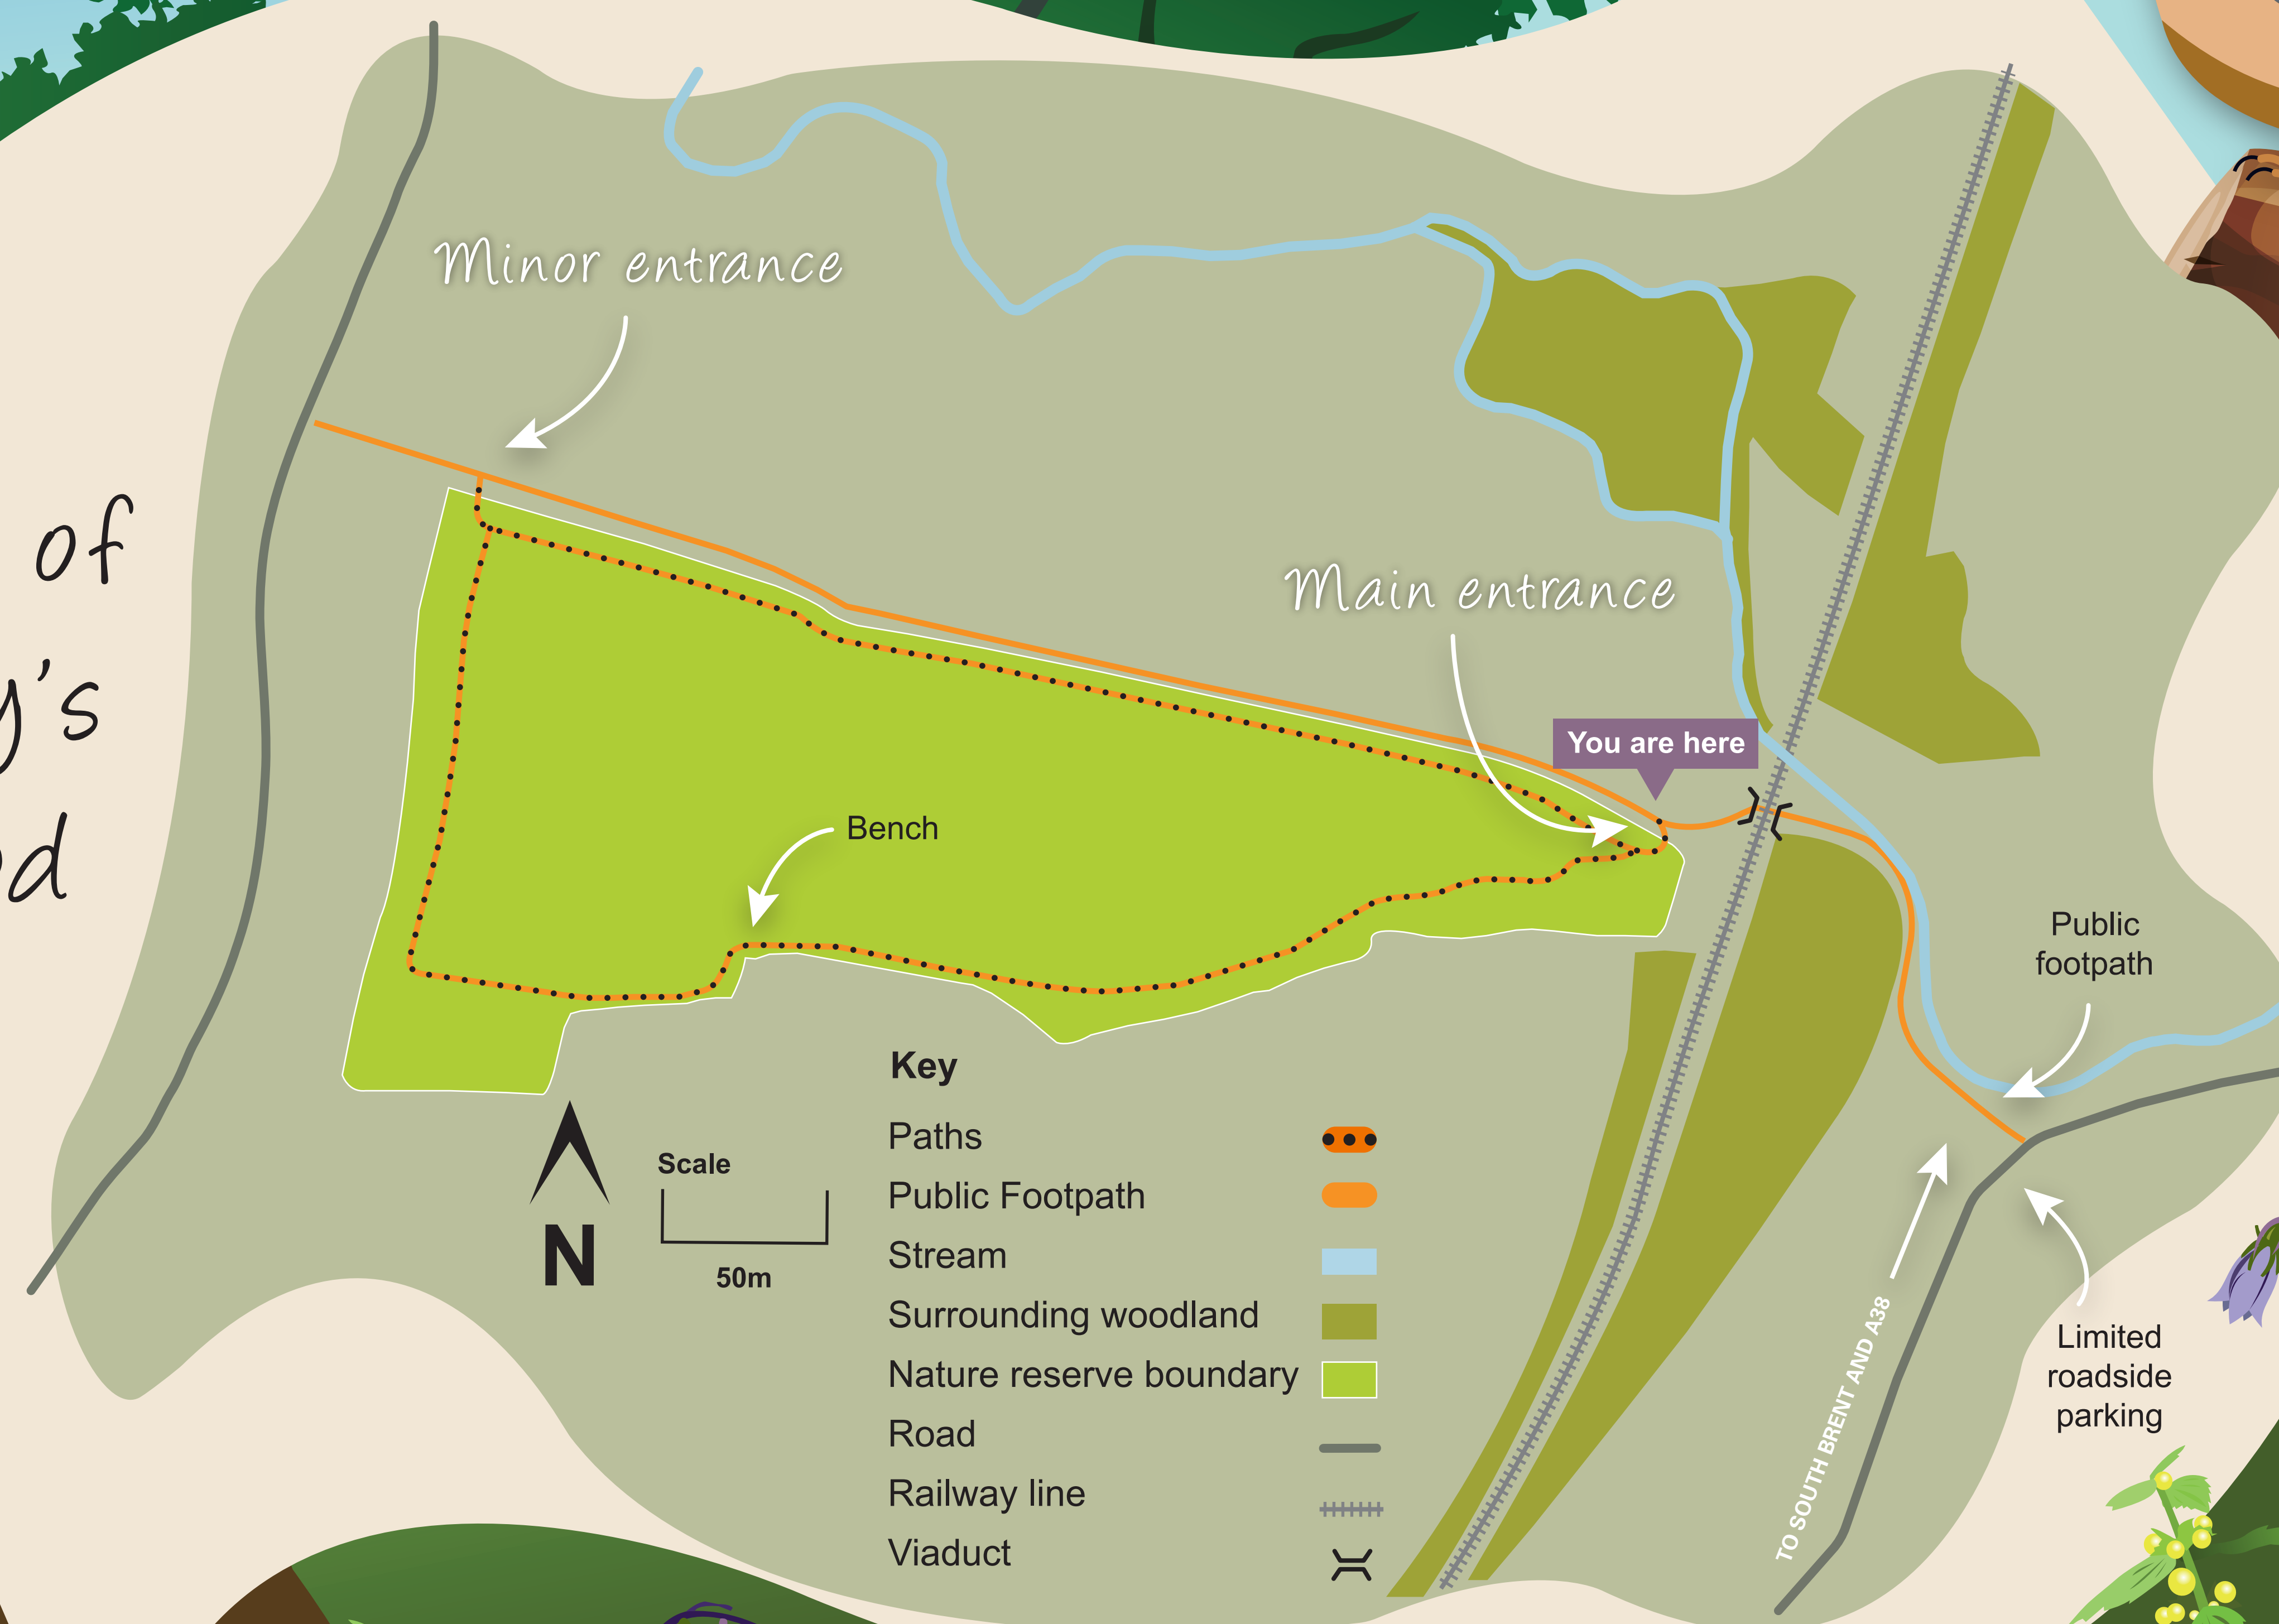 of
y's
d
Minor entrance
Main entrance
You are here
Bench
Public
footpath
Key
Paths
Public Footpath
Stream
Surrounding woodland
Nature reserve boundary
Road
Railway line
Viaduct
Scale
50m
N
TO SOUTH BRENT AND A38
Limited
roadside
parking